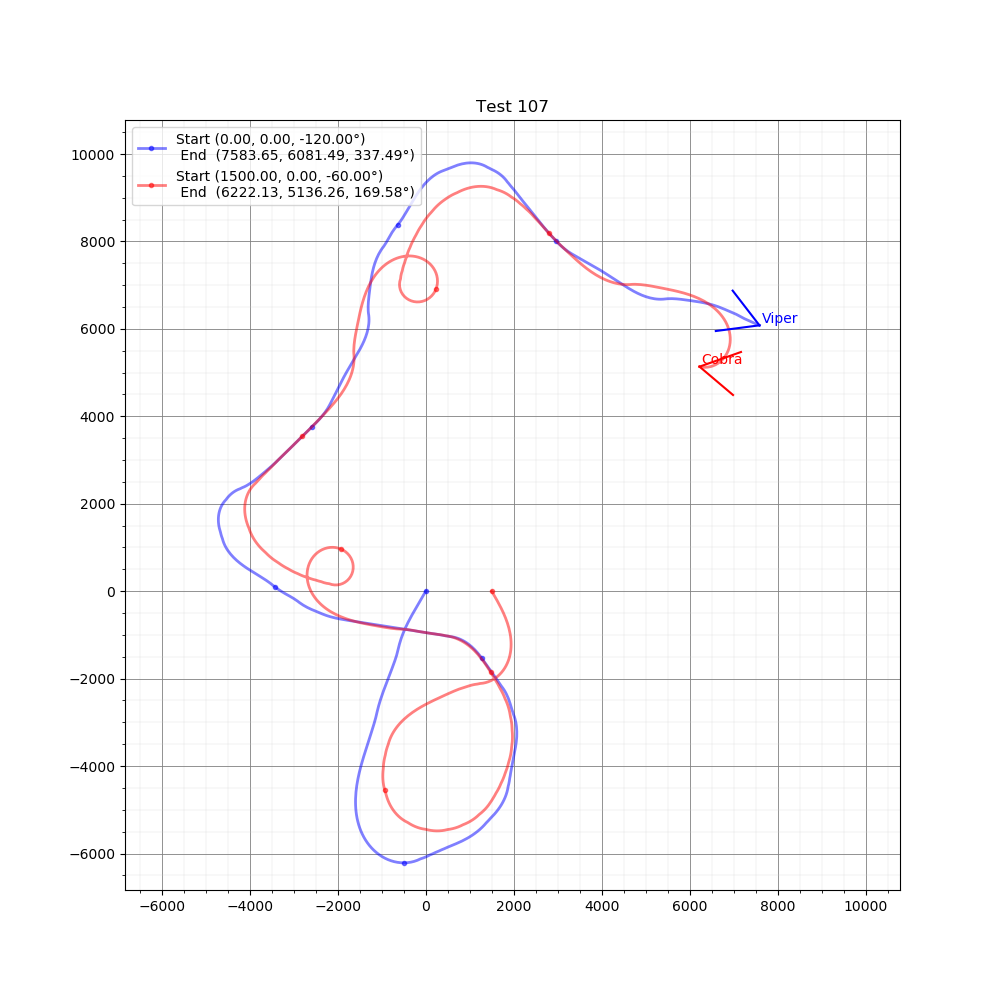 Test 107
Start (0.00, 0.00, -120.00°)
End  (7583.65, 6081.49, 337.49°)
Start (1500.00, 0.00, -60.00°)
End  (6222.13, 5136.26, 169.58°)
10000
8000
6000
4000
2000
0
−2000
−4000
−6000
Viper
Cobra
−6000 −4000 −2000 0 2000 4000 6000 8000 10000